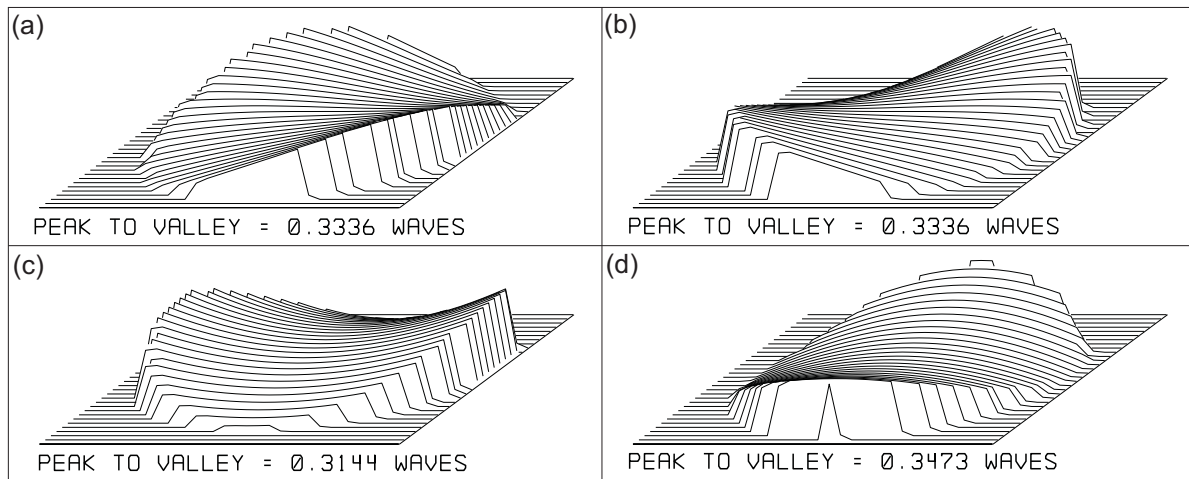 (a)
PEAK TO VALLEY = 0.3336 WAVES
(b)
PEAK TO VALLEY = 0.3336 WAVES
(c)
PEAK TO VALLEY = 0.3144 WAVES
(d)
PEAK TO VALLEY = 0.3473 WAVES